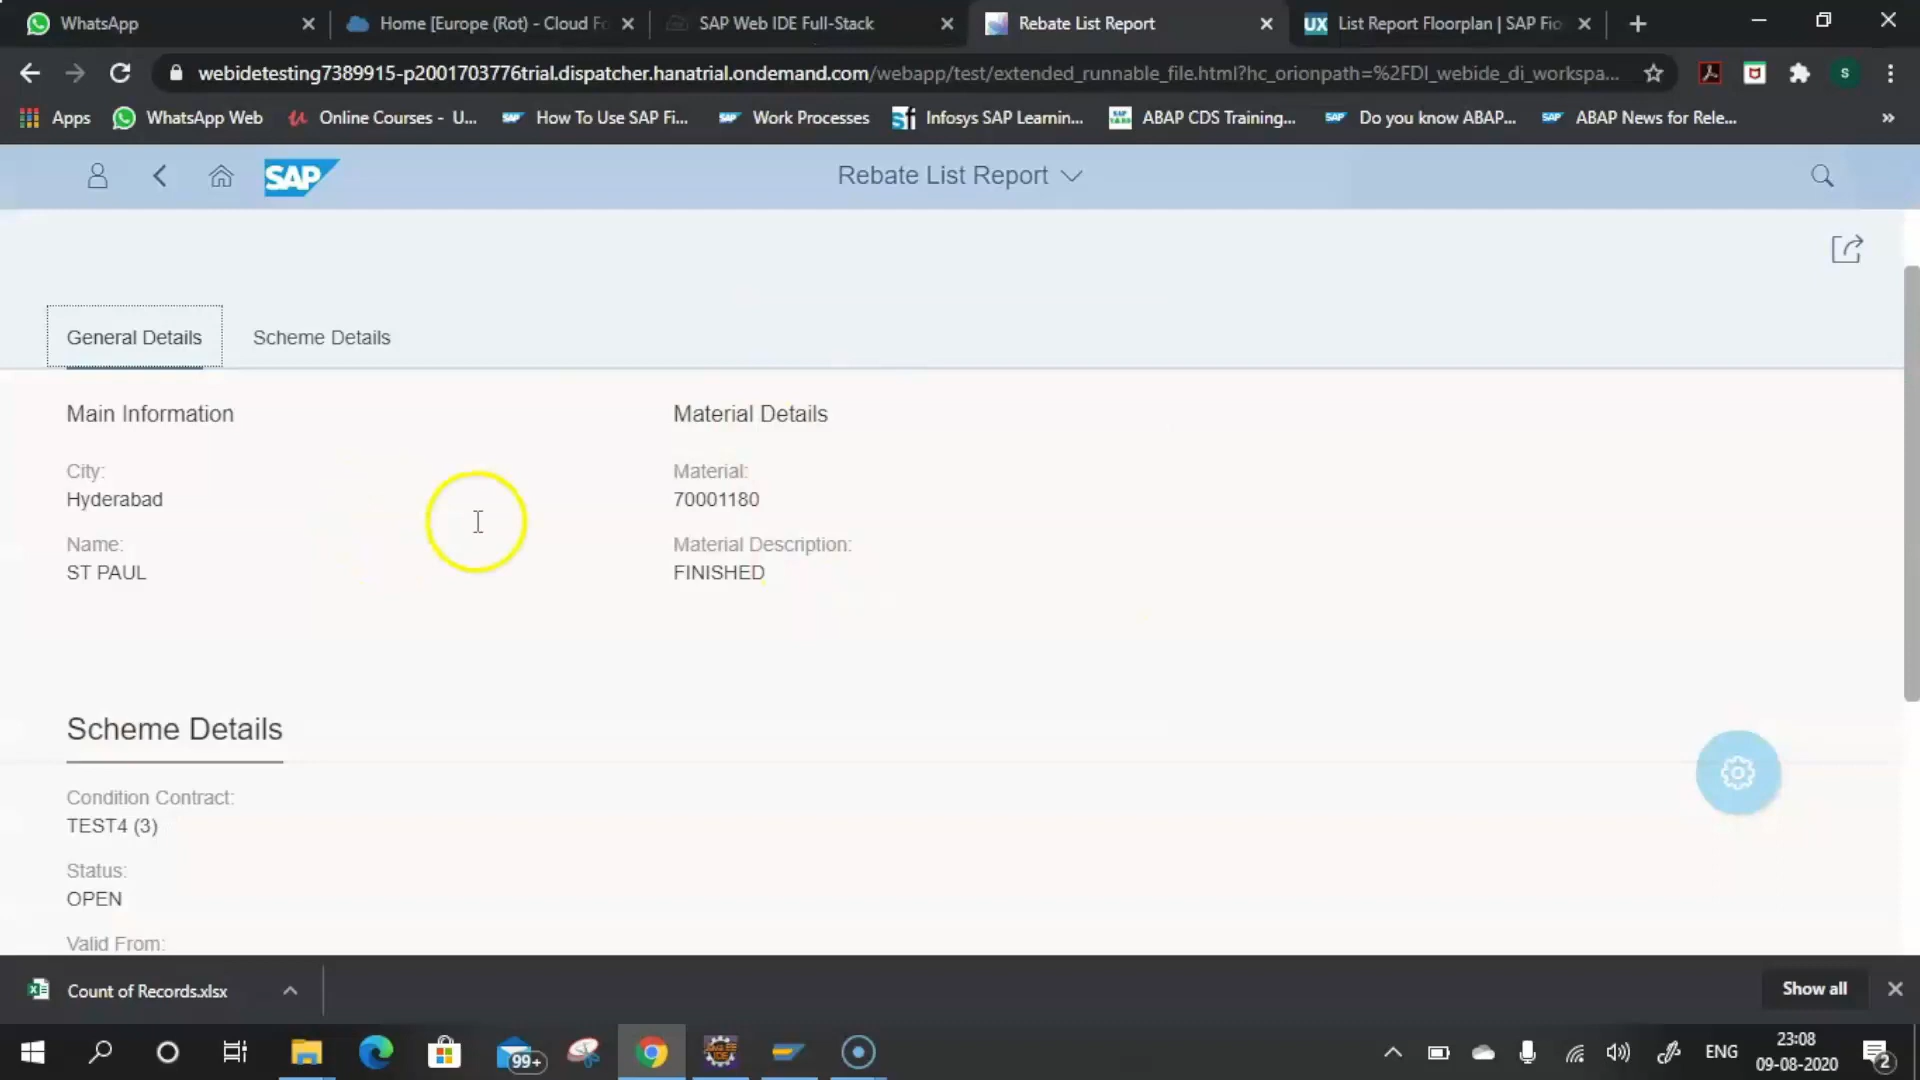 WhatsApp
Home [Europe (Rot) - Cloud Fo
SAP Web IDE Full-Stack
Rebate List Report
UX
List Report Floorplan | SAP Fio
webidetesting7389915-p2001703776trial.dispatcher.hanatrial.ondemand.com/webapp/test/extended_runnable_file.html?hc_orionpath=%2FDI_webide_di_workspa...
S
Apps
WhatsApp Web
Online Courses - U...
How To Use SAP Fi...
Work Processes
Infosys SAP Learnin...
ABAP CDS Training...
Do you know ABAP...
ABAP News for Rele...
»
SAP
Rebate List Report
General Details
Scheme Details
Main Information
Material Details
City:
Material:
Hyderabad
70001180
Name:
Material Description:
ST PAUL
FINISHED
Scheme Details
Condition Contract:
TEST4 (3)
Status:
OPEN
Valid From:
Count of Records.xlsx
Show all
99+
ENG
23:08
09-08-2020
2